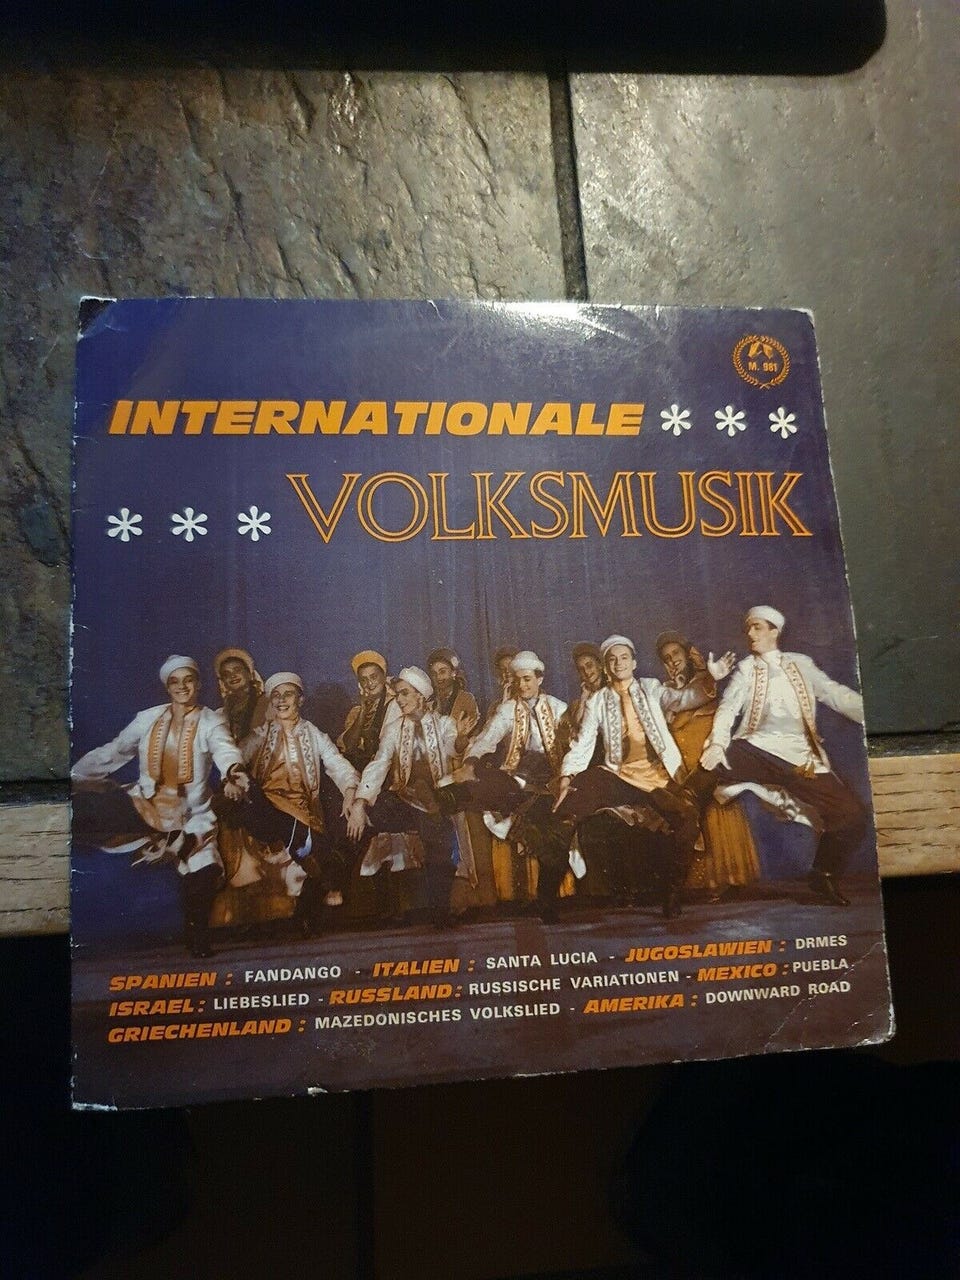 M. 981
INTERNATIONALE ***
*** VOLKSMUSIK
SPANIEN : FANDANGO - ITALIEN : SANTA LUCIA - JUGOSLAWIEN : DRMES
ISRAEL : LIEBESLIED - RUSSLAND : RUSSISCHE VARIATIONEN - MEXICO : PUEBLA
GRIECHENLAND : MAZEDONISCHES VOLKSLIED - AMERIKA : DOWNWARD ROAD